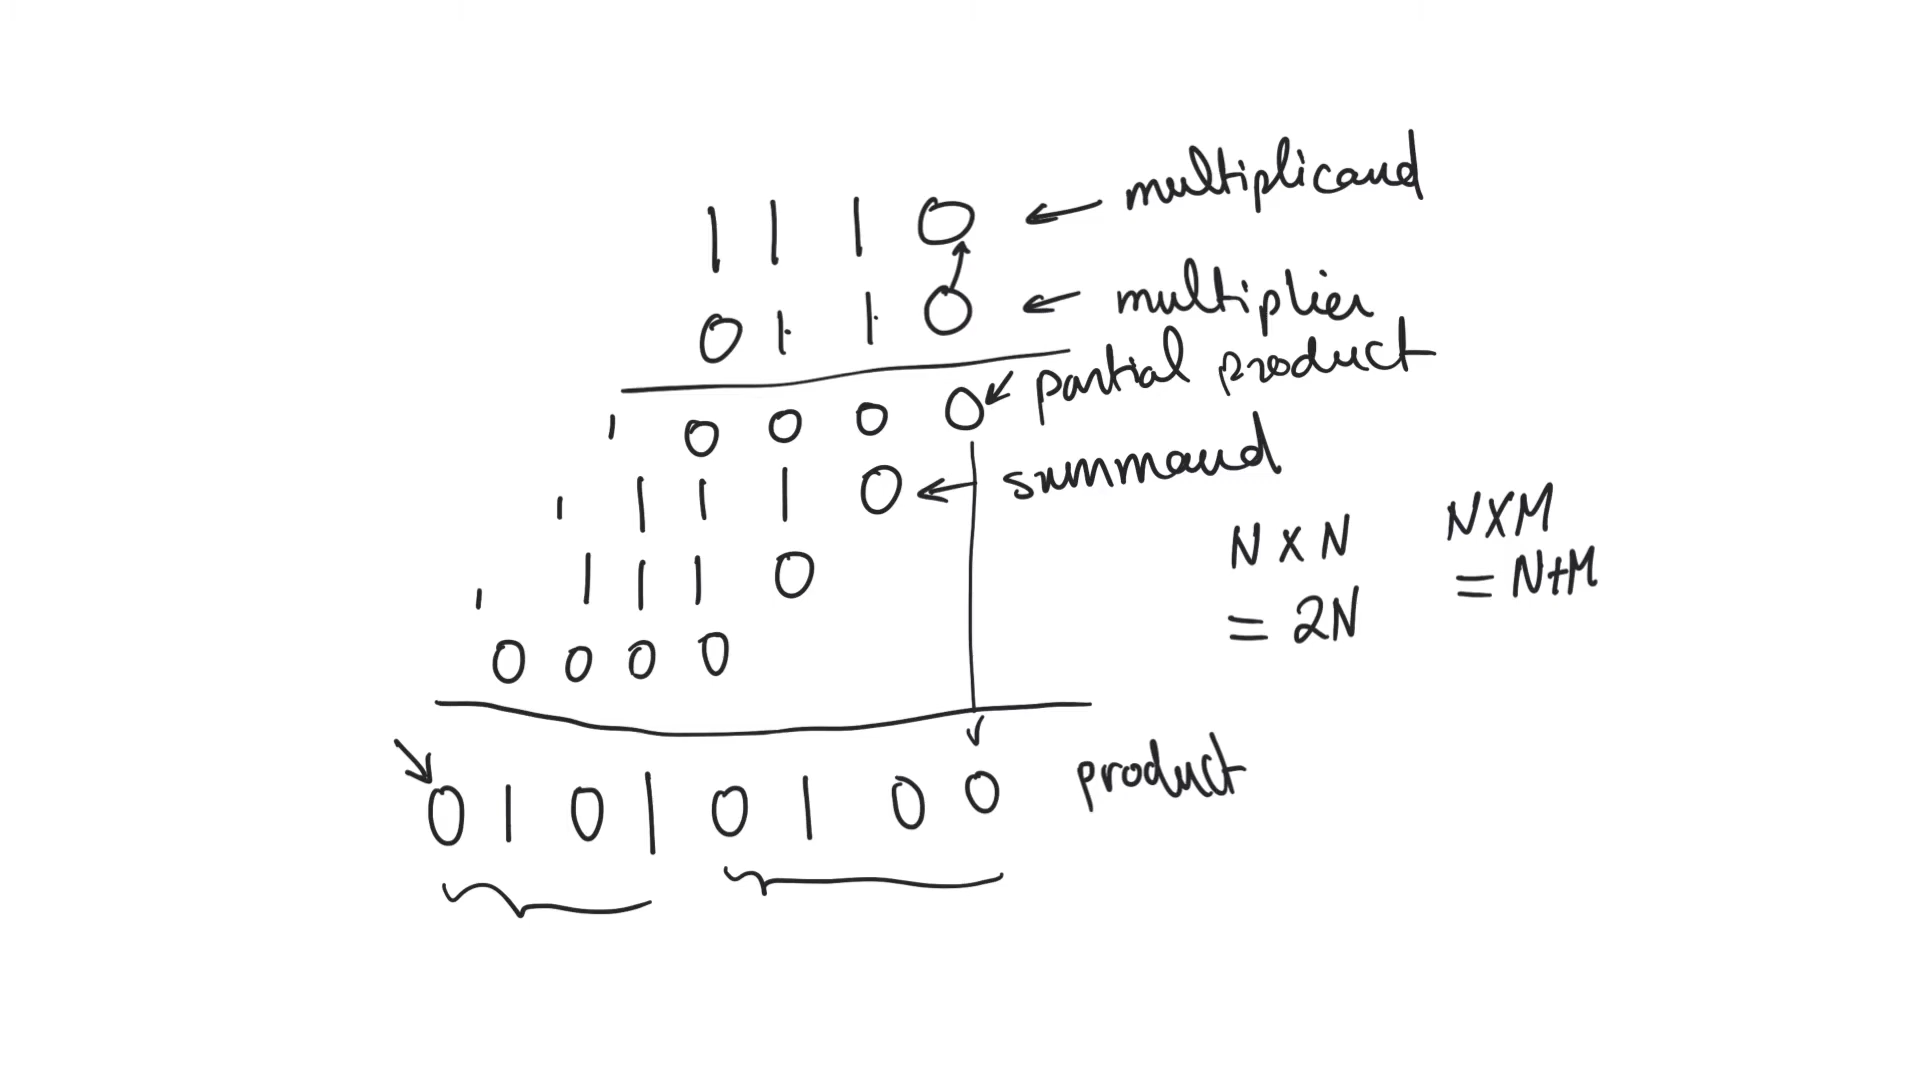 1 1 1 0 ← multiplicand
0 1 1 0 ← multiplier
' 0 0 0 0 ↙ partial product
' 1 1 1 0 ← summand
' 1 1 1 0
0 0 0 0
0 1 0 1 0 1 0 0 product
N X N
= 2N
N X M
= N+M